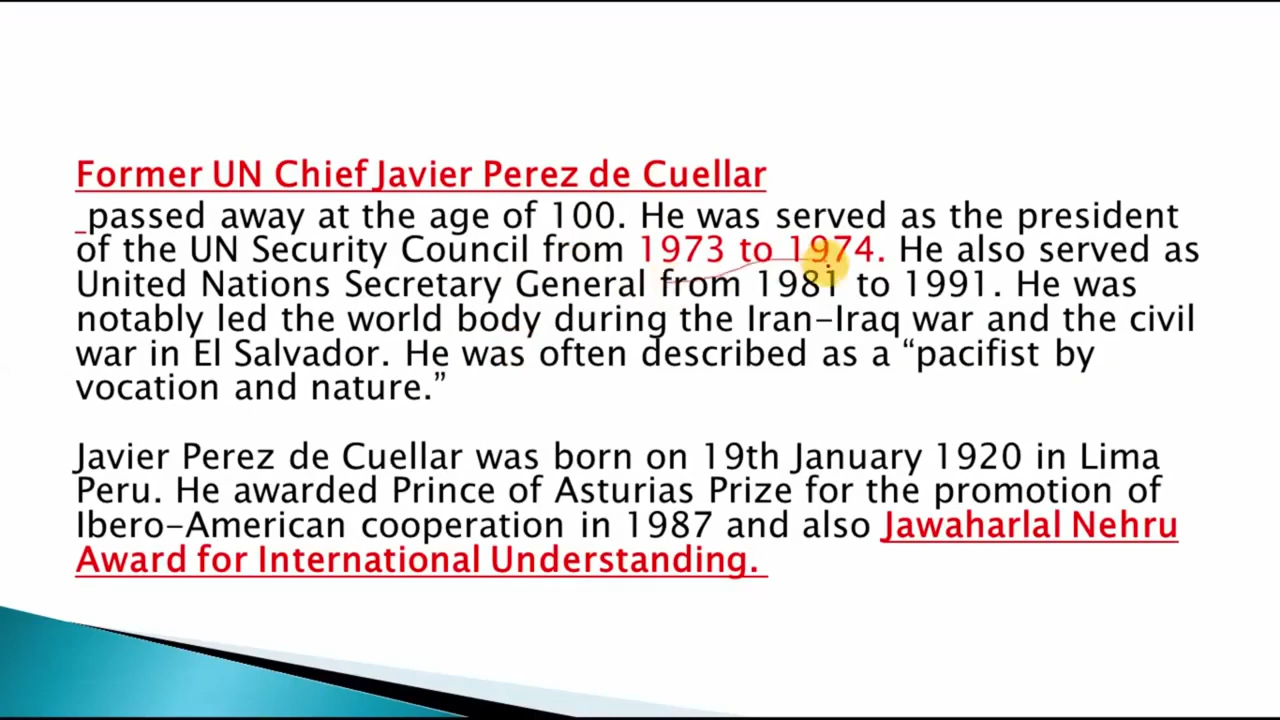 Former UN Chief Javier Perez de Cuellar
passed away at the age of 100. He was served as the president
of the UN Security Council from 1973 to 1974. He also served as
United Nations Secretary General from 1981 to 1991. He was
notably led the world body during the Iran-Iraq war and the civil
war in El Salvador. He was often described as a “pacifist by
vocation and nature.”
Javier Perez de Cuellar was born on 19th January 1920 in Lima
Peru. He awarded Prince of Asturias Prize for the promotion of
Ibero-American cooperation in 1987 and also Jawaharlal Nehru
Award for International Understanding.